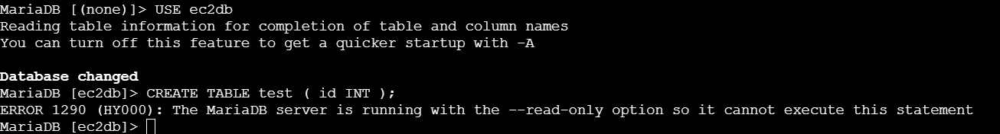 MariaDB [(none)]> USE ec2db
Reading table information for completion of table and column names
You can turn off this feature to get a quicker startup with -A
Database changed
MariaDB [ec2db]> CREATE TABLE test ( id INT );
ERROR 1290 (HY000): The MariaDB server is running with the --read-only option so it cannot execute this statement
MariaDB [ec2db]>